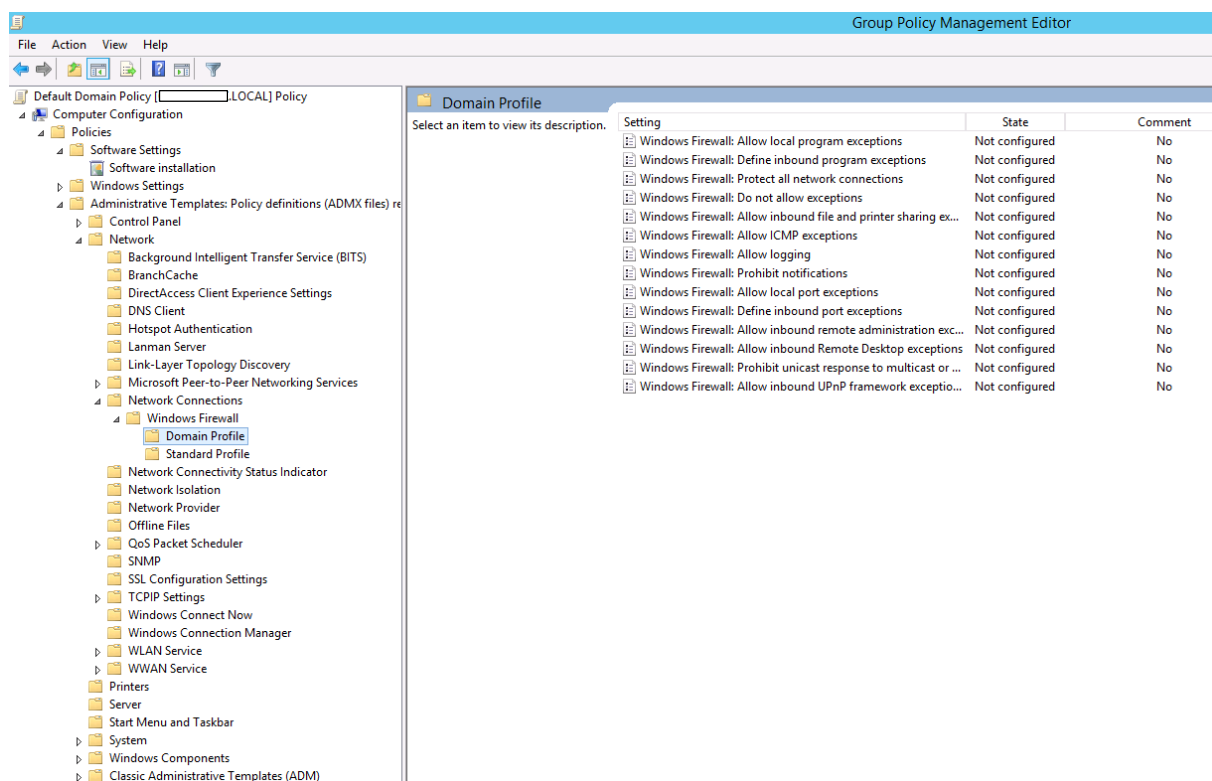 Group Policy Management Editor
File Action View Help
Default Domain Policy [ .LOCAL] Policy
Computer Configuration
Policies
Software Settings
Software installation
Windows Settings
Administrative Templates: Policy definitions (ADMX files) re
Control Panel
Network
Background Intelligent Transfer Service (BITS)
BranchCache
DirectAccess Client Experience Settings
DNS Client
Hotspot Authentication
Lanman Server
Link-Layer Topology Discovery
Microsoft Peer-to-Peer Networking Services
Network Connections
Windows Firewall
Domain Profile
Standard Profile
Network Connectivity Status Indicator
Network Isolation
Network Provider
Offline Files
QoS Packet Scheduler
SNMP
SSL Configuration Settings
TCPIP Settings
Windows Connect Now
Windows Connection Manager
WLAN Service
WWAN Service
Printers
Server
Start Menu and Taskbar
System
Windows Components
Classic Administrative Templates (ADM)
Domain Profile
Select an item to view its description.
Setting State Comment
Windows Firewall: Allow local program exceptions Not configured No
Windows Firewall: Define inbound program exceptions Not configured No
Windows Firewall: Protect all network connections Not configured No
Windows Firewall: Do not allow exceptions Not configured No
Windows Firewall: Allow inbound file and printer sharing ex... Not configured No
Windows Firewall: Allow ICMP exceptions Not configured No
Windows Firewall: Allow logging Not configured No
Windows Firewall: Prohibit notifications Not configured No
Windows Firewall: Allow local port exceptions Not configured No
Windows Firewall: Define inbound port exceptions Not configured No
Windows Firewall: Allow inbound remote administration exc... Not configured No
Windows Firewall: Allow inbound Remote Desktop exceptions Not configured No
Windows Firewall: Prohibit unicast response to multicast or ... Not configured No
Windows Firewall: Allow inbound UPnP framework exceptio... Not configured No